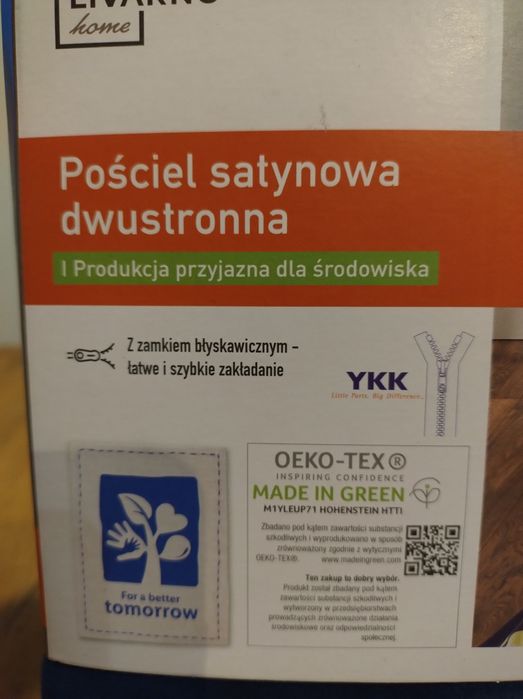 LIVARNO
home
Pościel satynowa
dwustronna
| Produkcja przyjazna dla środowiska
Z zamkiem błyskawicznym –
łatwe i szybkie zakładanie
YKK
Little Parts. Big Difference.
OEKO-TEX®
INSPIRING CONFIDENCE
MADE IN GREEN
M1YLEUP71 HOHENSTEIN HTTI
Zbadano pod kątem zawartości substancji
szkodliwych i wyprodukowano w sposób
zrównoważony zgodnie z wytycznymi
OEKO-TEX®. www.madeingreen.com
Ten zakup to dobry wybór.
Produkt został zbadany pod kątem
zawartości substancji szkodliwych i
wytworzony w przedsiębiorstwach
prowadzących zrównoważone działania
środowiskowe oraz odpowiedzialności
społecznej.
For a better
tomorrow